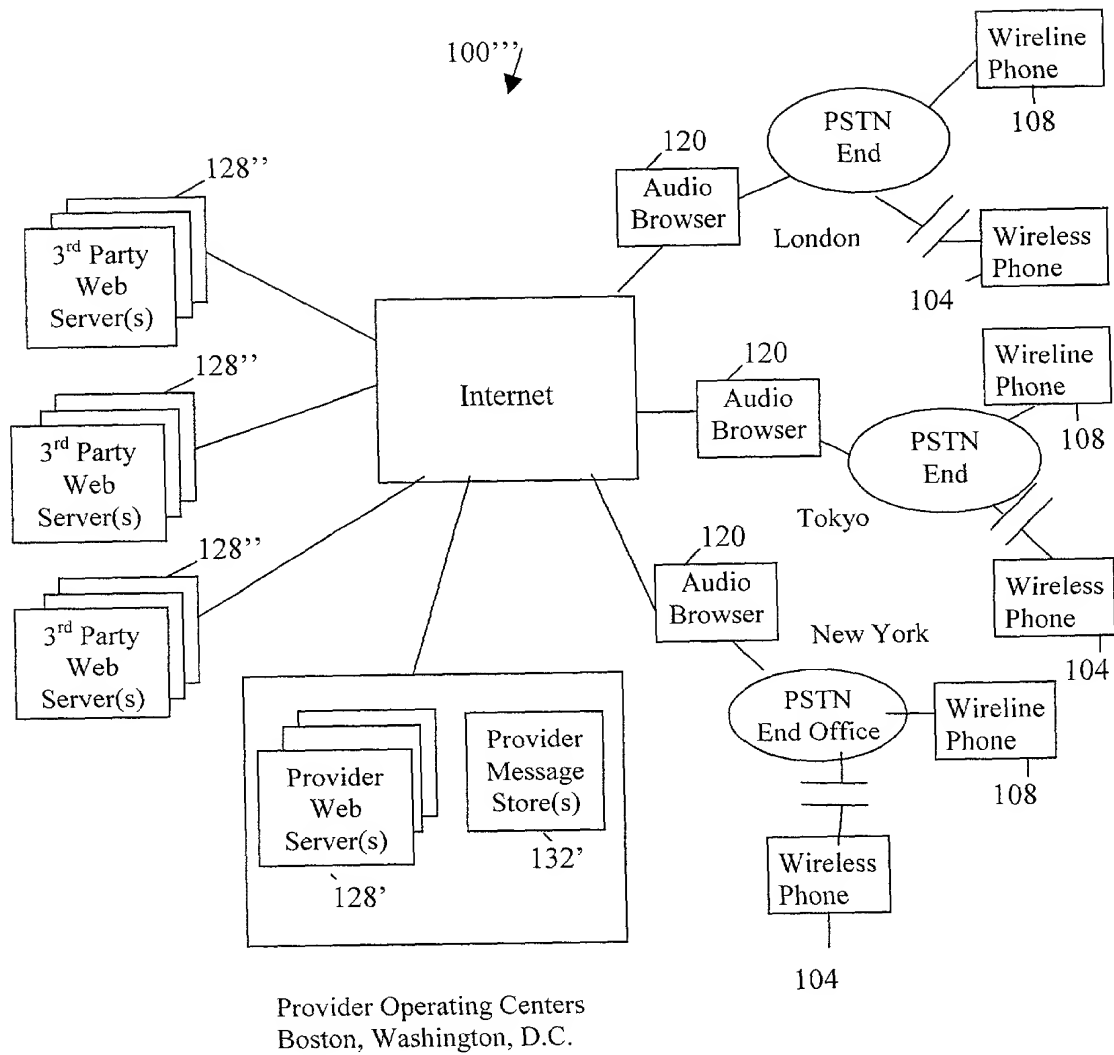 100'''
Wireline
Phone
108
PSTN
End
120
Audio
Browser
London
Wireless
Phone
104
128''
3rd Party
Web
Server(s)
128''
3rd Party
Web
Server(s)
128''
3rd Party
Web
Server(s)
Internet
120
Audio
Browser
Wireline
Phone
108
PSTN
End
Tokyo
Wireless
Phone
104
120
Audio
Browser
New York
PSTN
End Office
Wireline
Phone
108
Wireless
Phone
104
Provider
Web
Server(s)
128'
Provider
Message
Store(s)
132'
Provider Operating Centers
Boston, Washington, D.C.